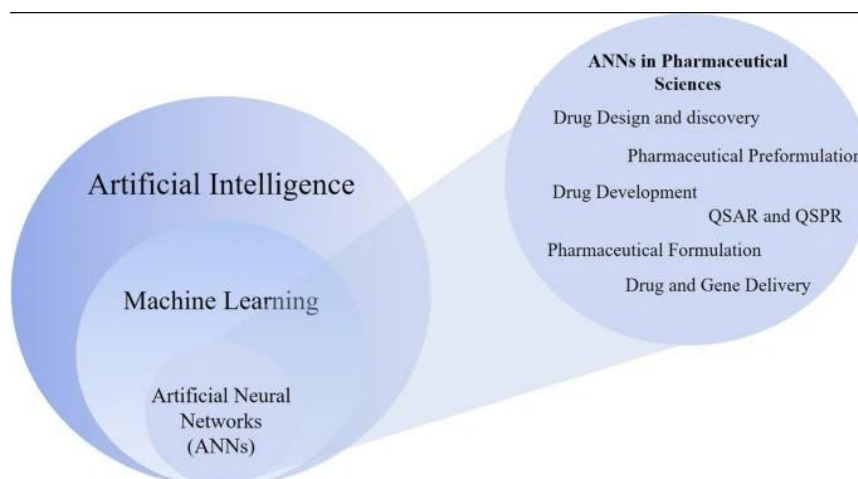 ANNs in Pharmaceutical
Sciences
Drug Design and discovery
Pharmaceutical Preformulation
Drug Development
QSAR and QSPR
Pharmaceutical Formulation
Drug and Gene Delivery
Artificial Intelligence
Machine Learning
Artificial Neural
Networks
(ANNs)